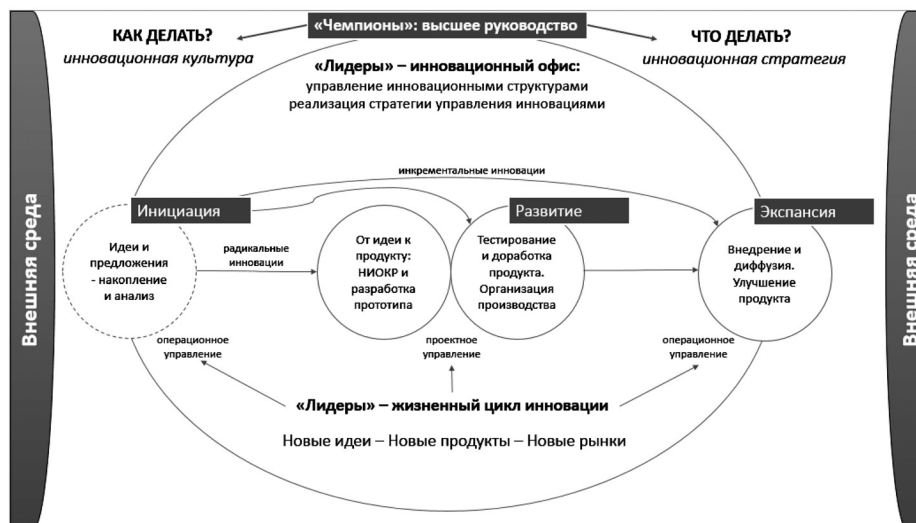 «Чемпионы»: высшее руководство
КАК ДЕЛАТЬ?
инновационная культура
ЧТО ДЕЛАТЬ?
инновационная стратегия
«Лидеры» – инновационный офис:
управление инновационными структурами
реализация стратегии управления инновациями
Внешняя среда
Внешняя среда
инкрементальные инновации
Инициация
Развитие
Экспансия
Идеи и
предложения
- накопление
и анализ
радикальные
инновации
От идеи к
продукту:
НИОКР и
разработка
прототипа
Тестирование
и доработка
продукта.
Организация
производства
Внедрение и
диффузия.
Улучшение
продукта
операционное
управление
проектное
управление
операционное
управление
«Лидеры» – жизненный цикл инновации
Новые идеи – Новые продукты – Новые рынки